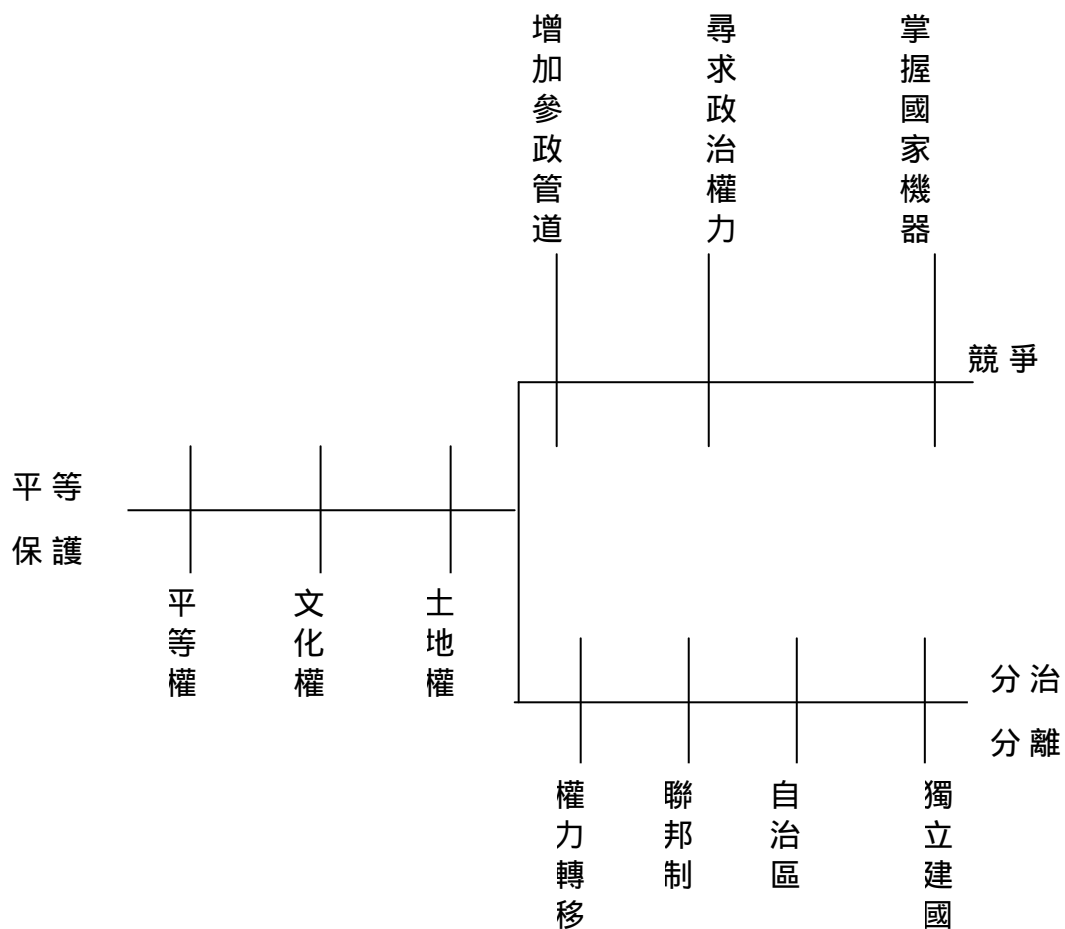 增加參政管道
尋求政治權力
掌握國家機器
競爭
平等
保護
平等權
文化權
土地權
分治
分離
權力轉移
聯邦制
自治區
獨立建國